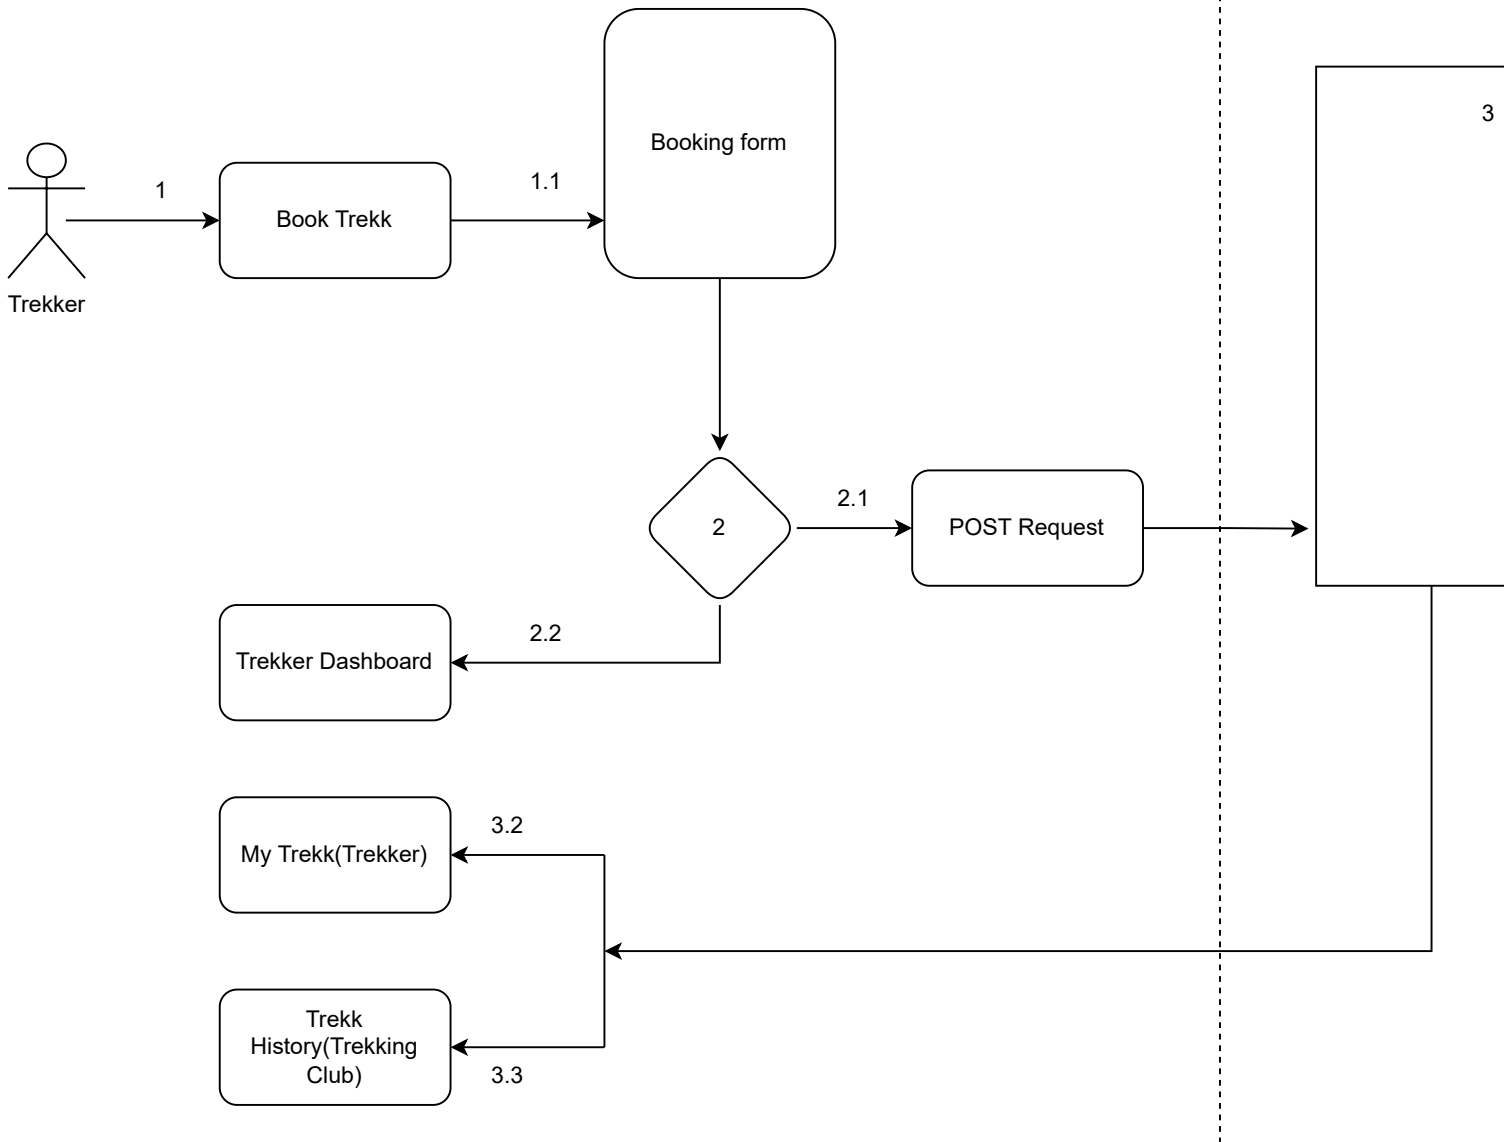 Booking form
3
1
1.1
Book Trekk
Trekker
2
2.1
POST Request
2.2
Trekker Dashboard
3.2
My Trekk(Trekker)
Trekk
History(Trekking
Club)
3.3